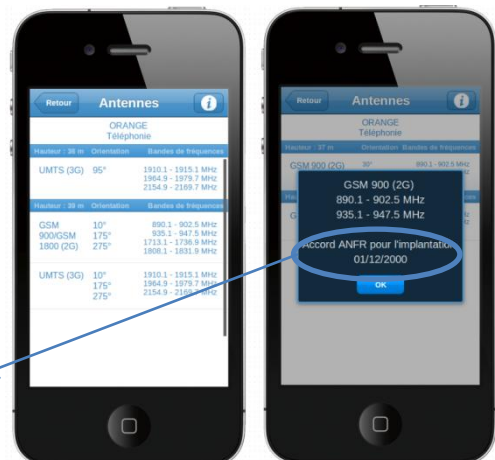 Retour
Antennes
i
ORANGE
Téléphonie
Hauteur : 36 m Orientation Bandes de fréquences
UMTS (3G) 95° 1910.1 - 1915.1 MHz
1964.9 - 1979.7 MHz
2154.9 - 2169.7 MHz
Hauteur : 39 m Orientation Bandes de fréquences
GSM 10° 890.1 - 902.5 MHz
900/GSM 175° 935.1 - 947.5 MHz
1800 (2G) 275° 1713.1 - 1736.9 MHz
1808.1 - 1831.9 MHz
UMTS (3G) 10° 1910.1 - 1915.1 MHz
175° 1964.9 - 1979.7 MHz
275° 2154.9 - 2169.7 MHz
Retour
Antennes
i
ORANGE
Téléphonie
Hauteur : 37 m Orientation Bandes de fréquences
GSM 900 (2G) 30° 890.1 - 902.5 MHz
GSM 900 (2G)
890.1 - 902.5 MHz
935.1 - 947.5 MHz
Accord ANFR pour l'implantation
01/12/2000
OK